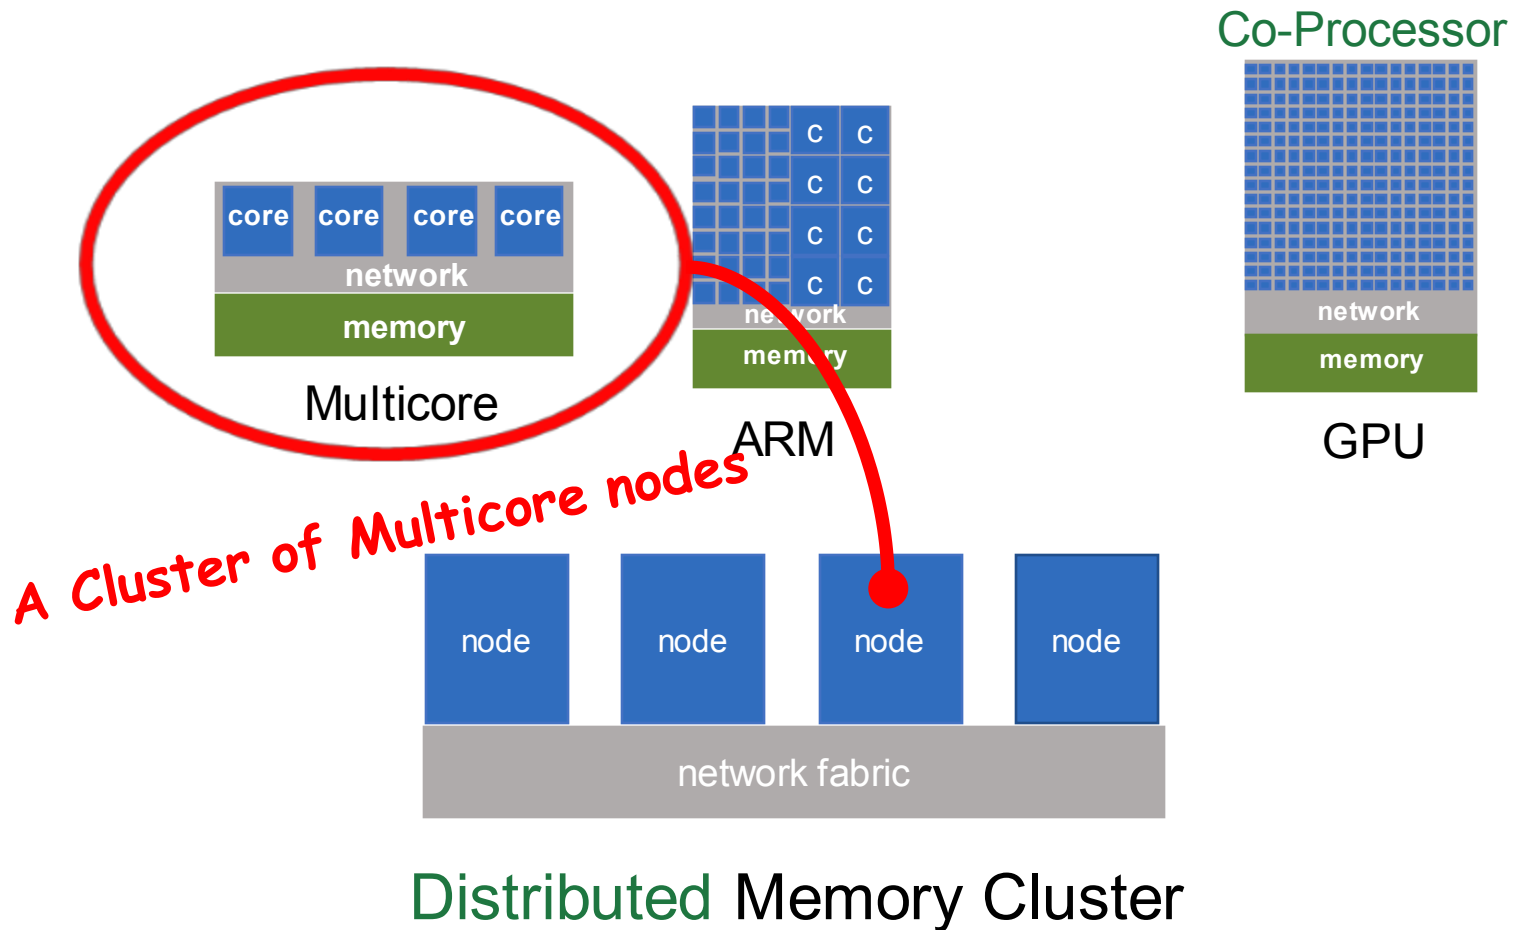 Co-Processor
core core core core
network
memory
Multicore
C C
C C
C C
C C
network
memory
ARM
network
memory
GPU
A Cluster of Multicore nodes
node node node node
network fabric
Distributed Memory Cluster